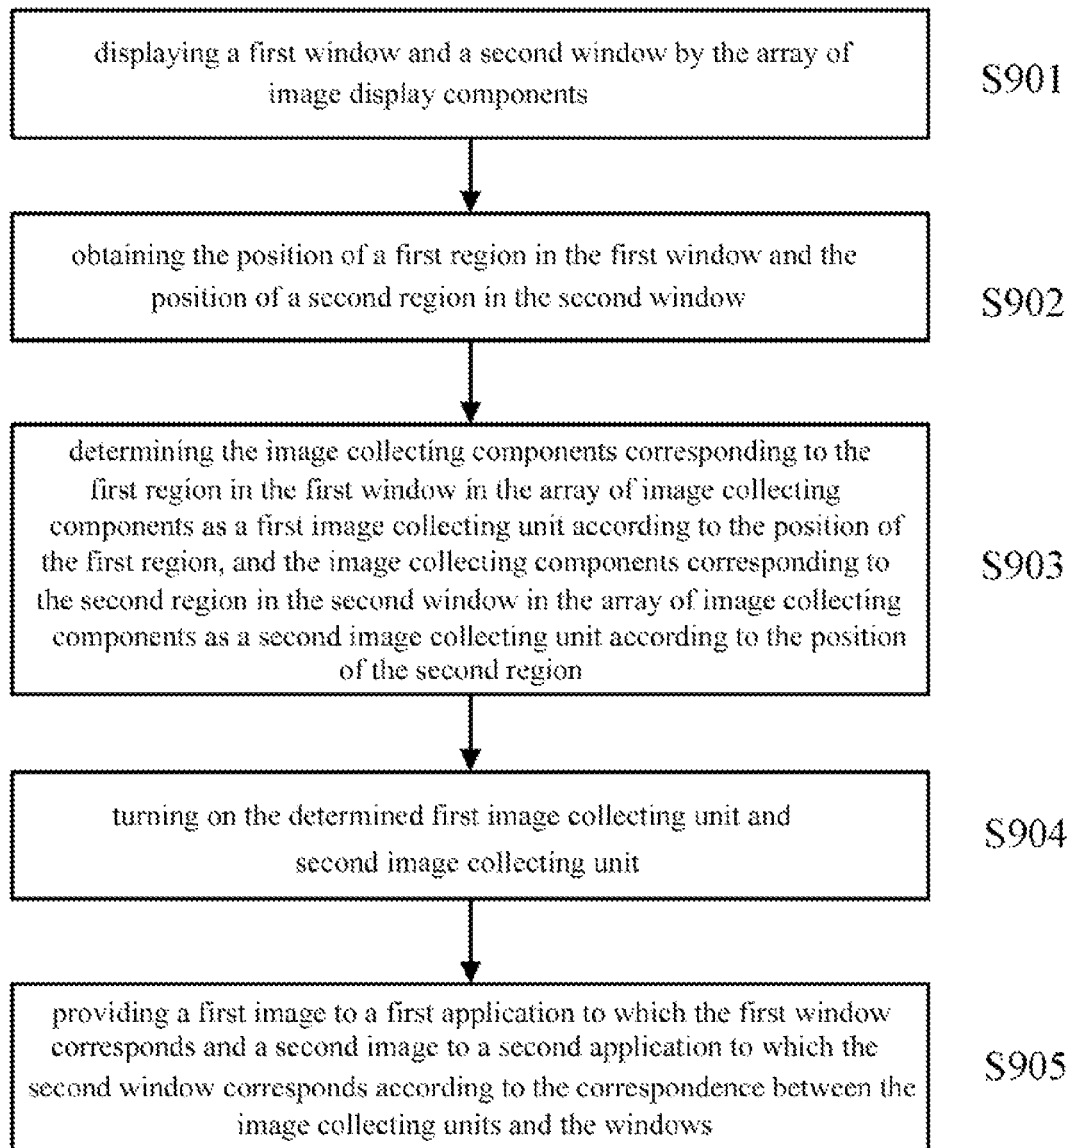 displaying a first window and a second window by the array of
image display components
S901
obtaining the position of a first region in the first window and the
position of a second region in the second window
S902
determining the image collecting components corresponding to the
first region in the first window in the array of image collecting
components as a first image collecting unit according to the position of
the first region, and the image collecting components corresponding to
the second region in the second window in the array of image collecting
components as a second image collecting unit according to the position
of the second region
S903
turning on the determined first image collecting unit and
second image collecting unit
S904
providing a first image to a first application to which the first window
corresponds and a second image to a second application to which the
second window corresponds according to the correspondence between the
image collecting units and the windows
S905